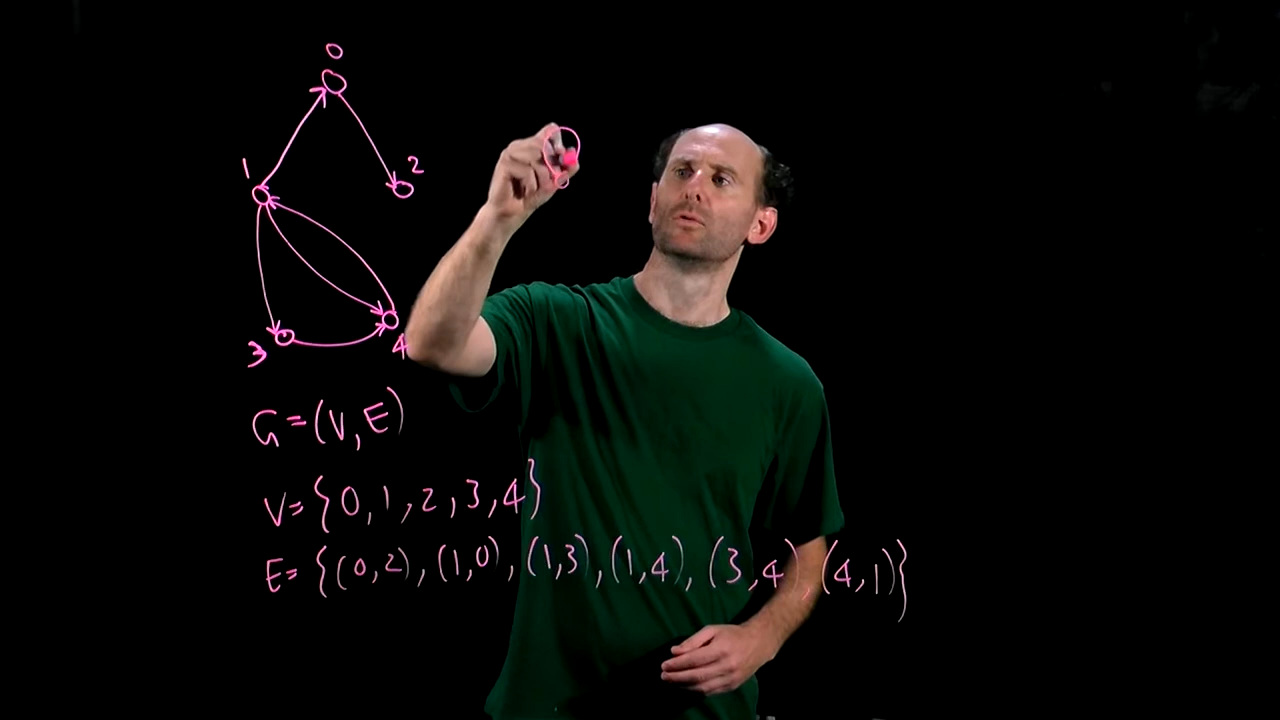 0
1
2
3
4
G=(V,E)
V={0,1,2,3,4}
E={(0,2),(1,0),(1,3),(1,4),(3,4),(4,1)}